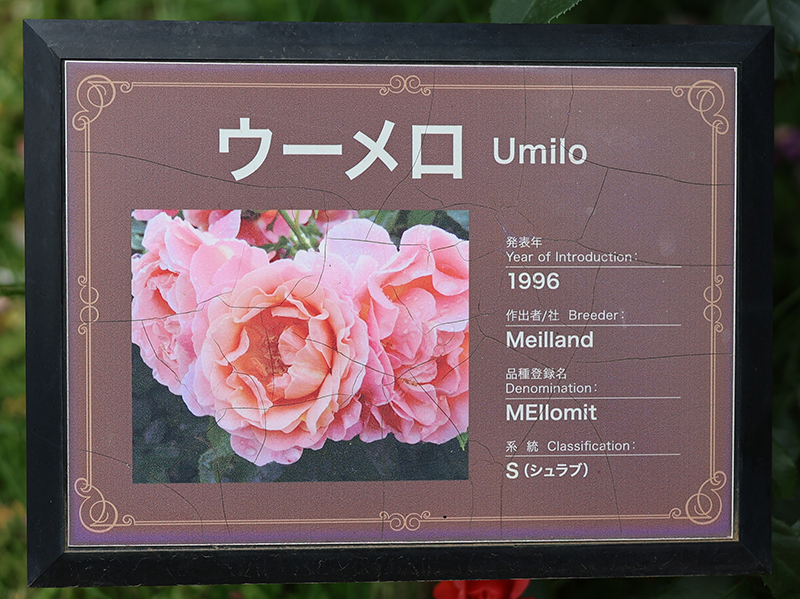 ウーメロ Umilo
発表年
Year of Introduction:
1996
作出者/社 Breeder:
Meilland
品種登録名
Denomination:
MEIlomit
系 統 Classification:
S(シュラブ)